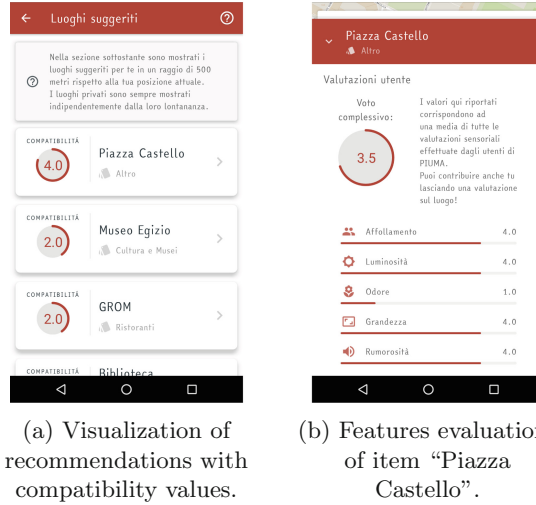 Luoghi suggeriti
Nella sezione sottostante sono mostrati i
luoghi suggeriti per te in un raggio di 500
metri rispetto alla tua posizione attuale.
I luoghi privati sono sempre mostrati
indipendentemente dalla loro lontananza.
COMPATIBILITÀ
4.0
Piazza Castello
Altro
COMPATIBILITÀ
2.0
Museo Egizio
Cultura e Musei
COMPATIBILITÀ
2.0
GROM
Ristoranti
COMPATIBILITÀ
Biblioteca
(a) Visualization of
recommendations with
compatibility values.
Piazza Castello
Altro
Valutazioni utente
Voto
complessivo:
3.5
I valori qui riportati
corrispondono ad
una media di tutte le
valutazioni sensoriali
effettuate dagli utenti di
PIUMA.
Puoi contribuire anche tu
lasciando una valutazione
sul luogo!
Affollamento 4.0
Luminosità 4.0
Odore 1.0
Grandezza 4.0
Rumorosità 4.0
(b) Features evaluation
of item “Piazza
Castello”.